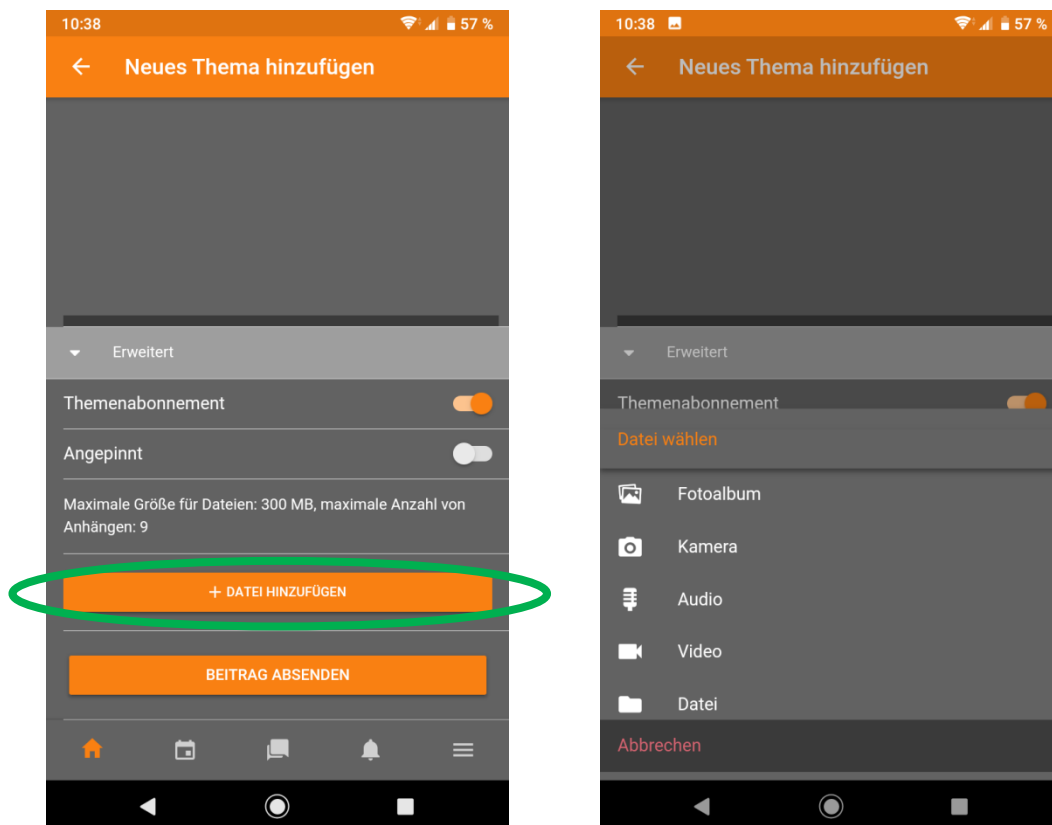 10:38
57 %
Neues Thema hinzufügen
Erweitert
Themenabonnement
Angepinnt
Maximale Größe für Dateien: 300 MB, maximale Anzahl von
Anhängen: 9
+ DATEI HINZUFÜGEN
BEITRAG ABSENDEN
10:38
57 %
Neues Thema hinzufügen
Erweitert
Themenabonnement
Datei wählen
Fotoalbum
Kamera
Audio
Video
Datei
Abbrechen